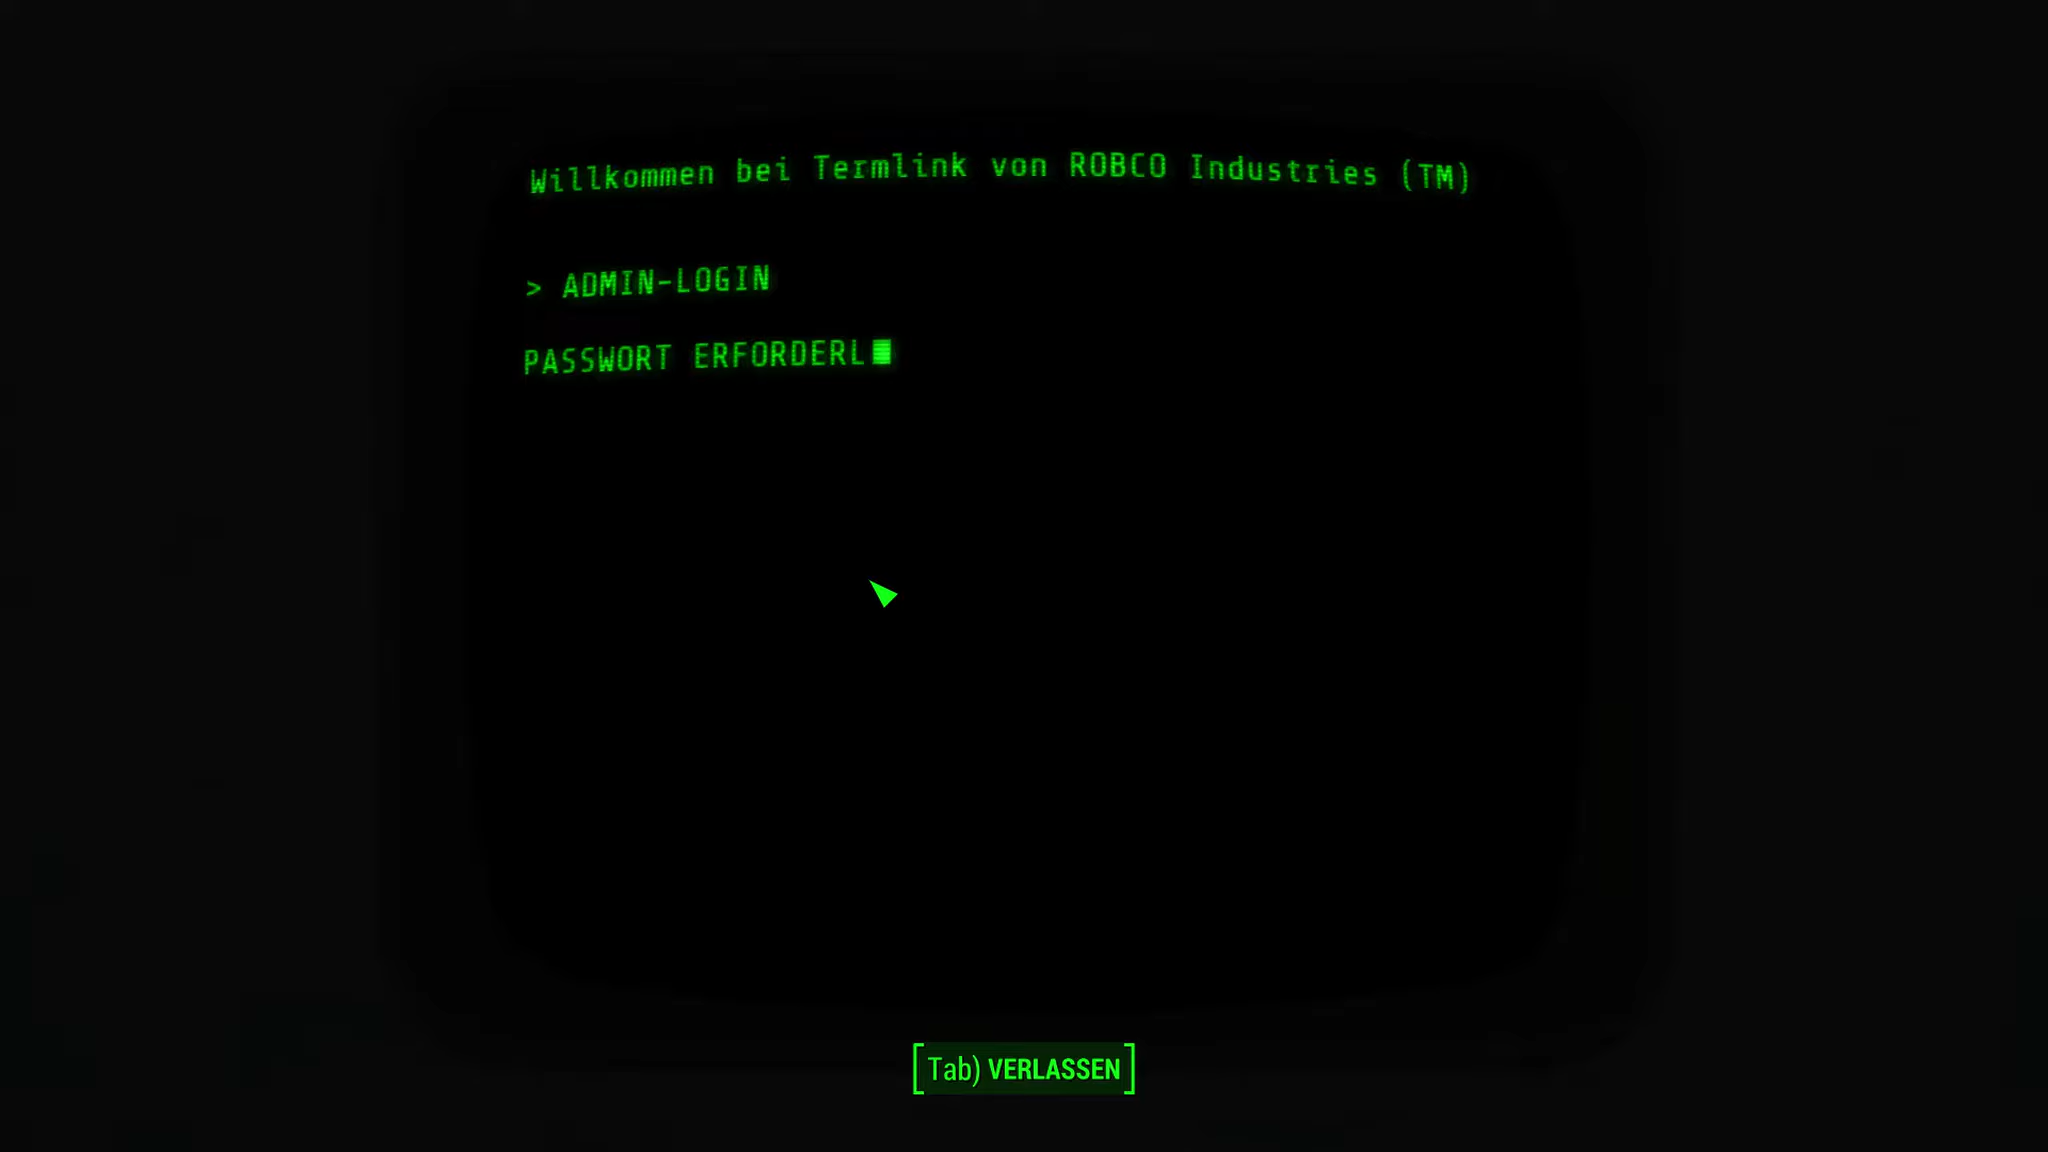 Willkommen bei Termlink von ROBCO Industries (TM)
> ADMIN-LOGIN
PASSWORT ERFORDERL
[Tab) VERLASSEN]